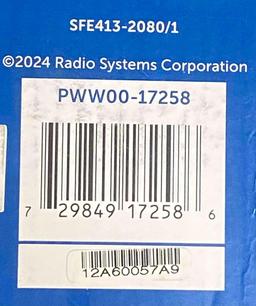 SFE413-2080/1
©2024 Radio Systems Corporation
PWW00-17258
7 29849 17258 6
12A60057A9